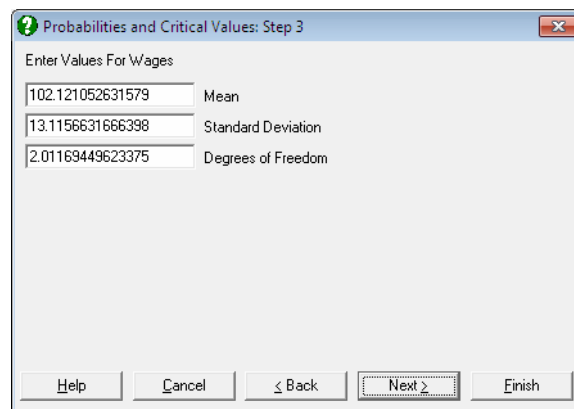 Probabilities and Critical Values: Step 3
Enter Values For Wages
102.121052631579 Mean
13.1156631666398 Standard Deviation
2.01169449623375 Degrees of Freedom
Help Cancel < Back Next > Finish